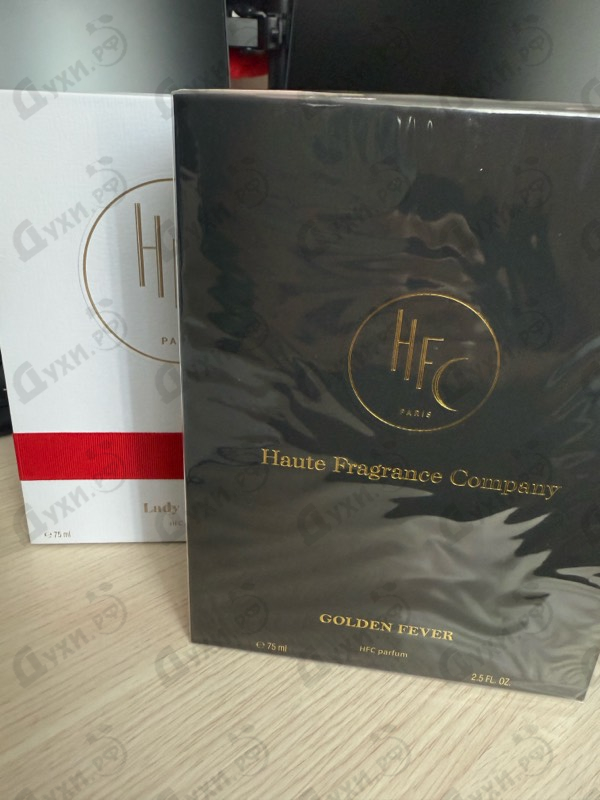 HFC
PARIS
Haute Fragrance Company
GOLDEN FEVER
℮ 75 ml
HFC parfum
2.5 FL. OZ.
H
PA
Lady
℮ 75 ml
Духи.рф